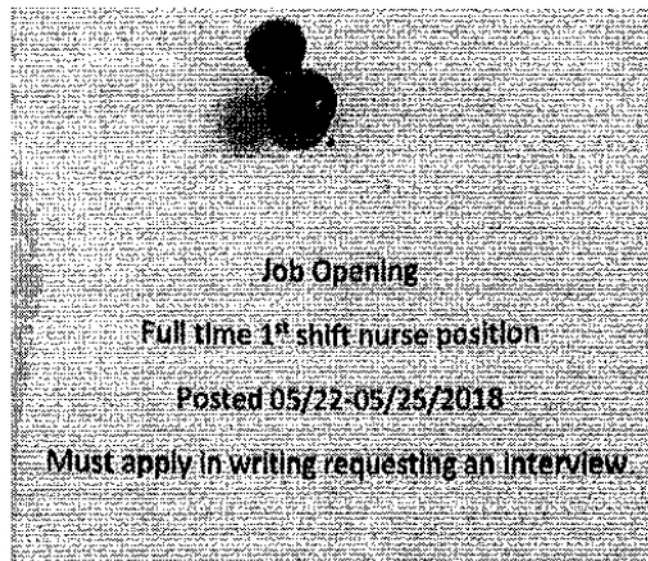 Job Opening
Full time 1st shift nurse position
Posted 05/22-05/25/2018
Must apply in writing requesting an interview.